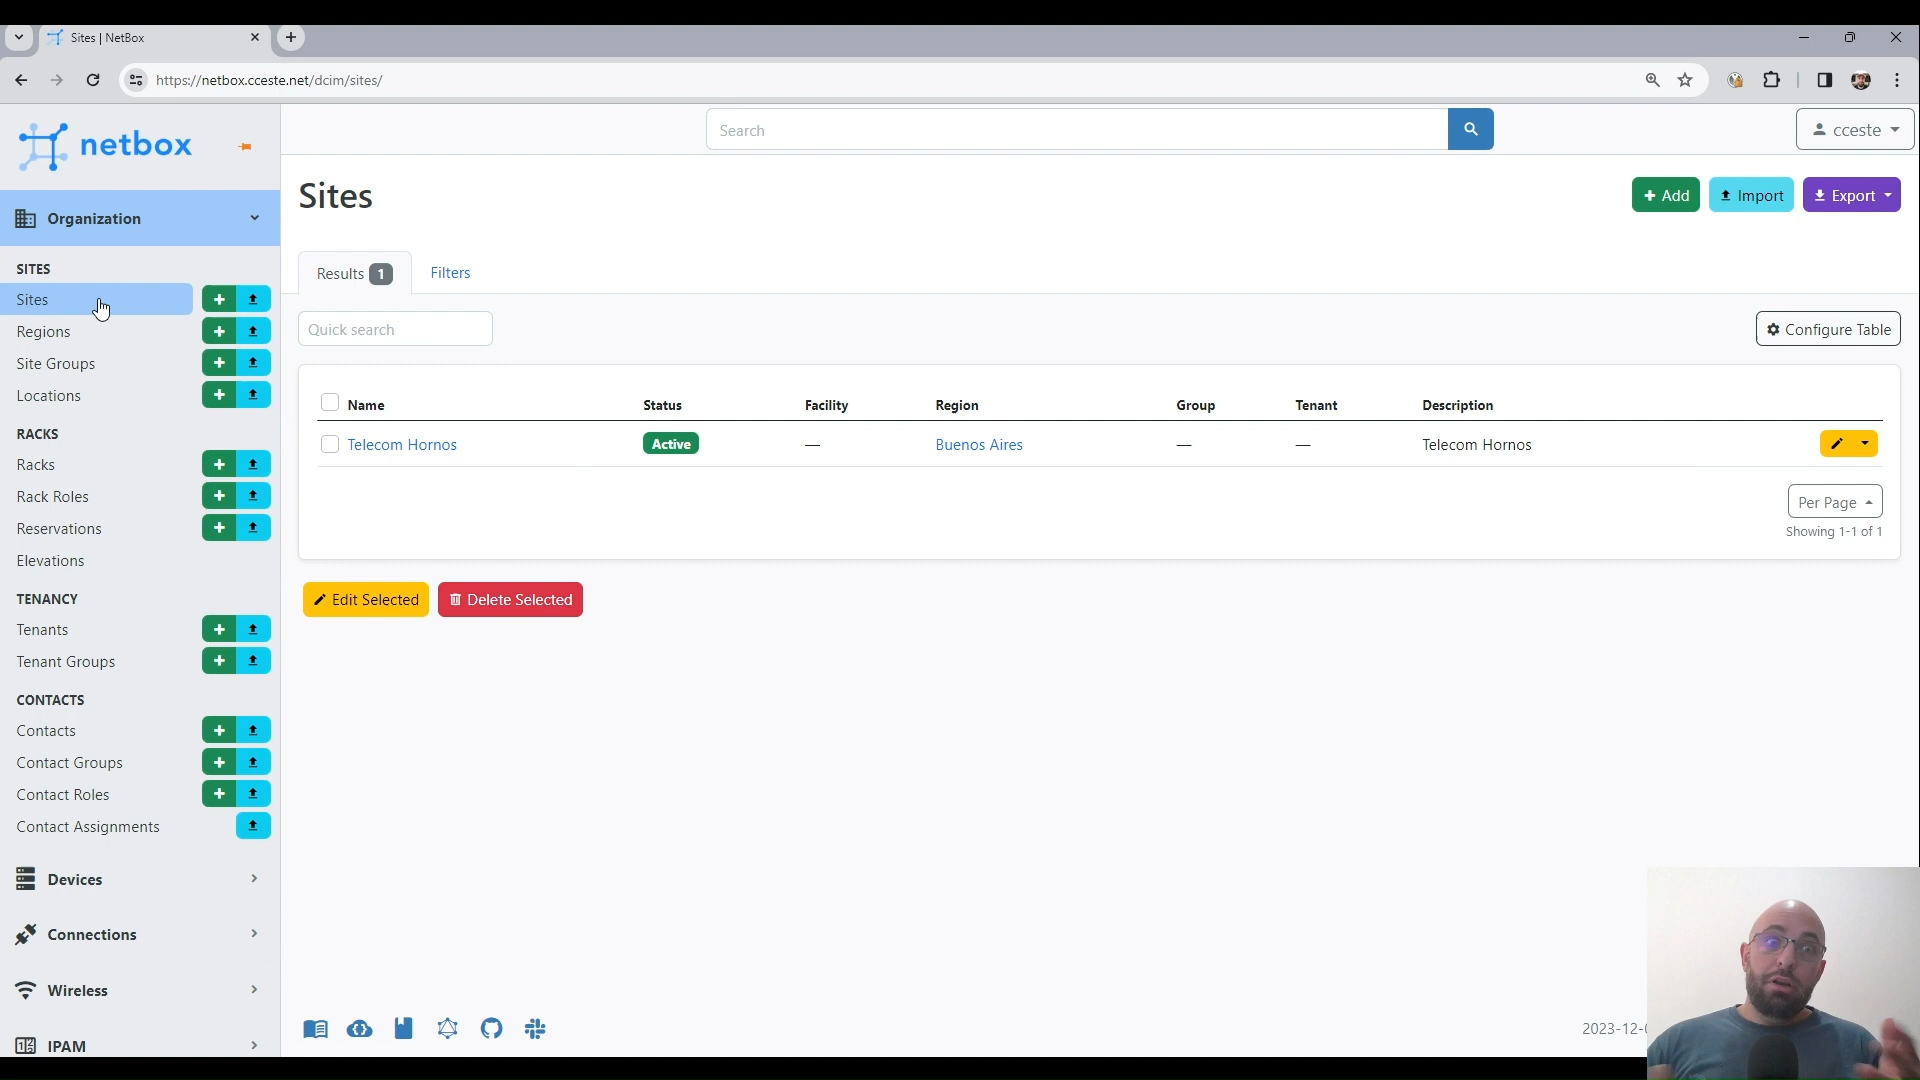 Sites | NetBox
https://netbox.cceste.net/dcim/sites/
netbox
Search
cceste
Organization
Sites
Add
Import
Export
SITES
Sites
Regions
Site Groups
Locations
Results 1
Filters
Quick search
Configure Table
Name Status Facility Region Group Tenant Description
Telecom Hornos Active — Buenos Aires — — Telecom Hornos
Per Page
Showing 1-1 of 1
Edit Selected
Delete Selected
RACKS
Racks
Rack Roles
Reservations
Elevations
TENANCY
Tenants
Tenant Groups
CONTACTS
Contacts
Contact Groups
Contact Roles
Contact Assignments
Devices
Connections
Wireless
IPAM
2023-12-